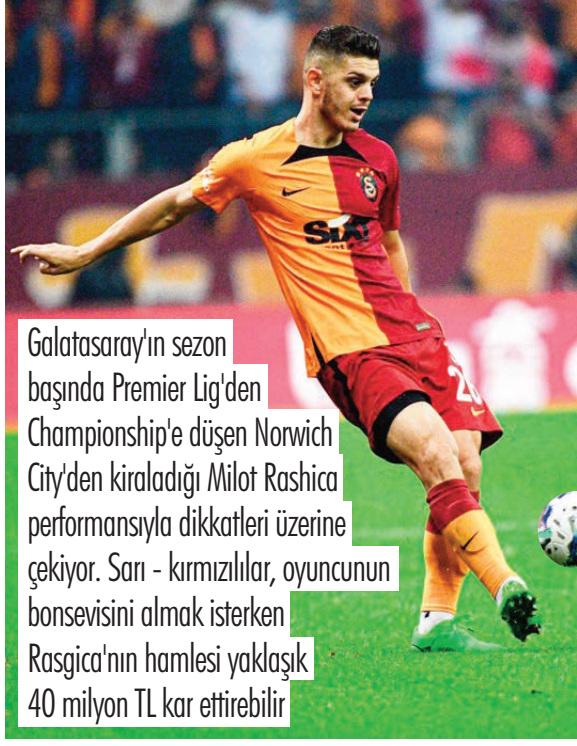 SIXT
Galatasaray'ın sezon
başında Premier Lig'den
Championship'e düşen Norwich
City'den kiraladığı Milot Rashica
performansıyla dikkatleri üzerine
çekiyor. Sarı - kırmızılılar, oyuncunun
bonsevisini almak isterken
Rasgica'nın hamlesi yaklaşık
40 milyon TL kar ettirebilir